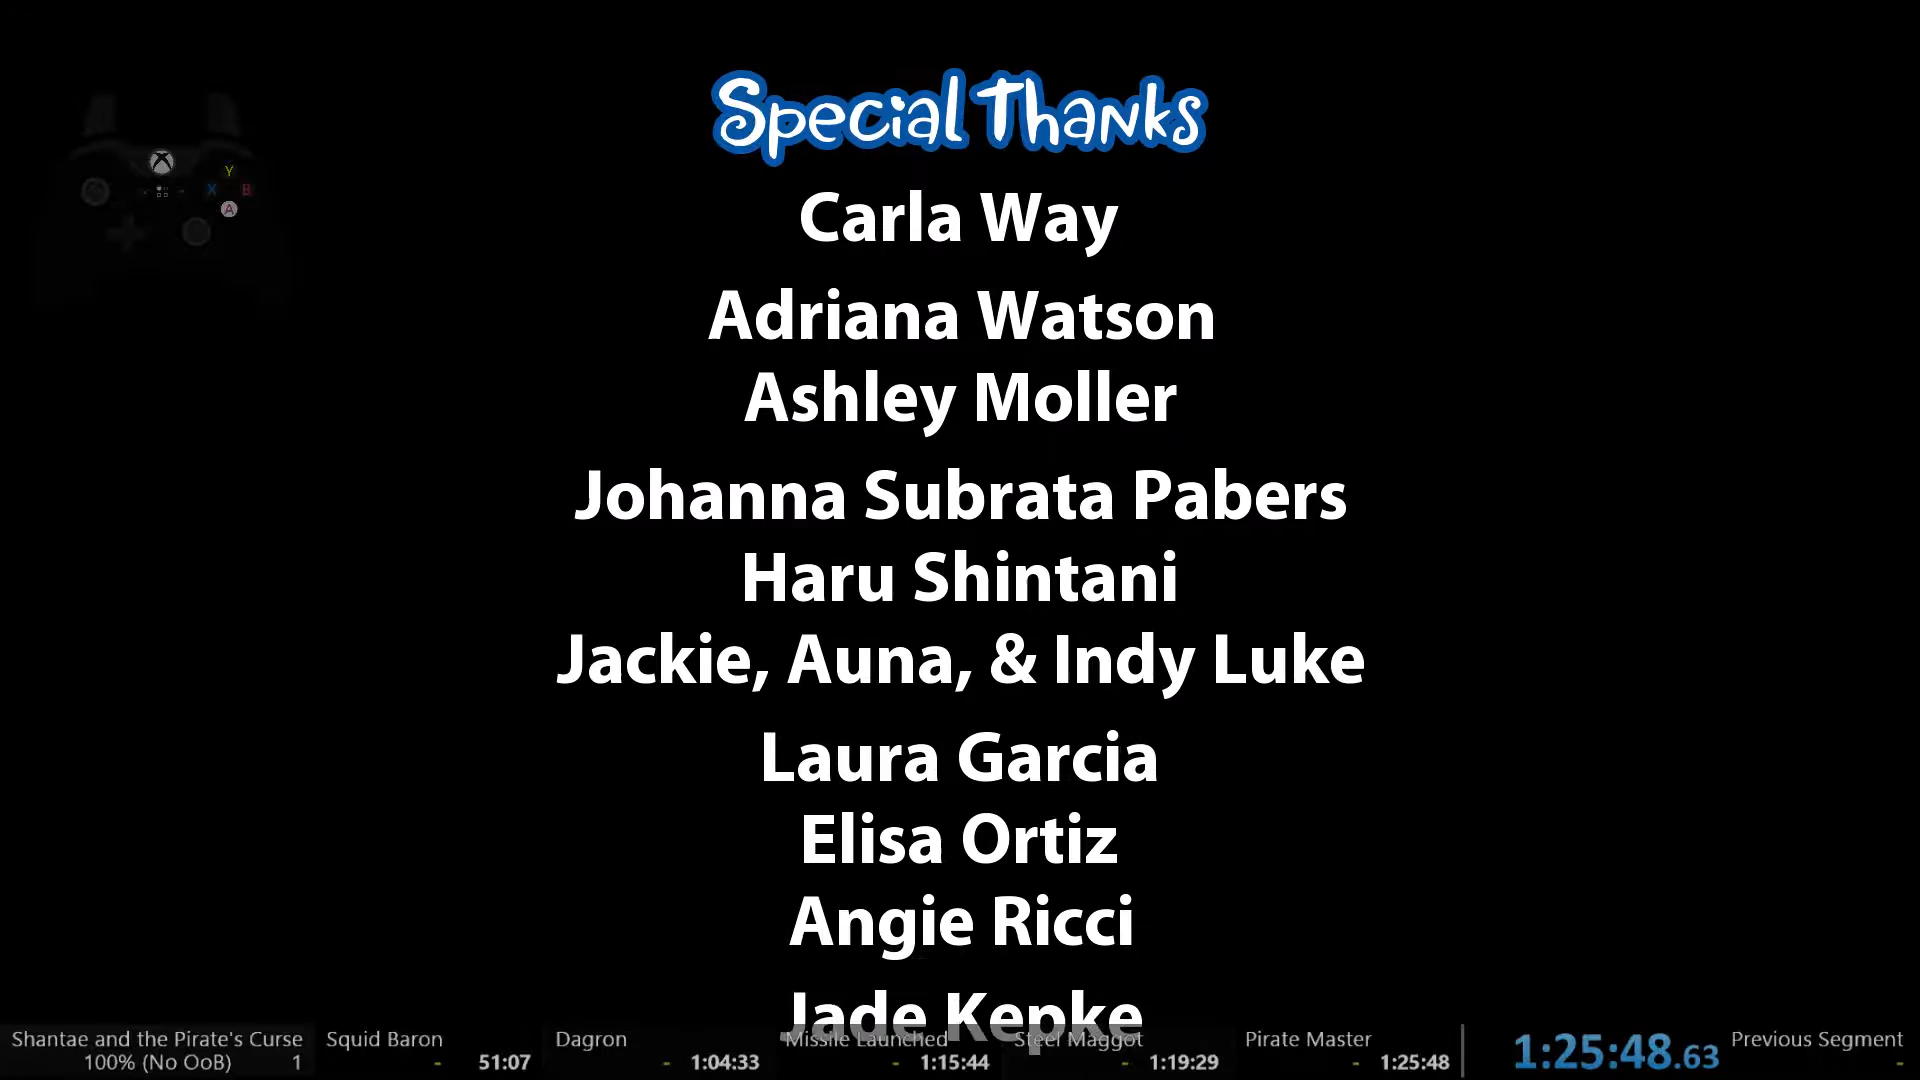 Special Thanks
Carla Way
Adriana Watson
Ashley Moller
Johanna Subrata Pabers
Haru Shintani
Jackie, Auna, & Indy Luke
Laura Garcia
Elisa Ortiz
Angie Ricci
Jade Kepke
Y
X B
A
Shantae and the Pirate's Curse Squid Baron Dagron Missile Launched Steel Maggot Pirate Master 1:25:48.63 Previous Segment
100% (No OoB) 1 - 51:07 - 1:04:33 - 1:15:44 - 1:19:29 - 1:25:48 -